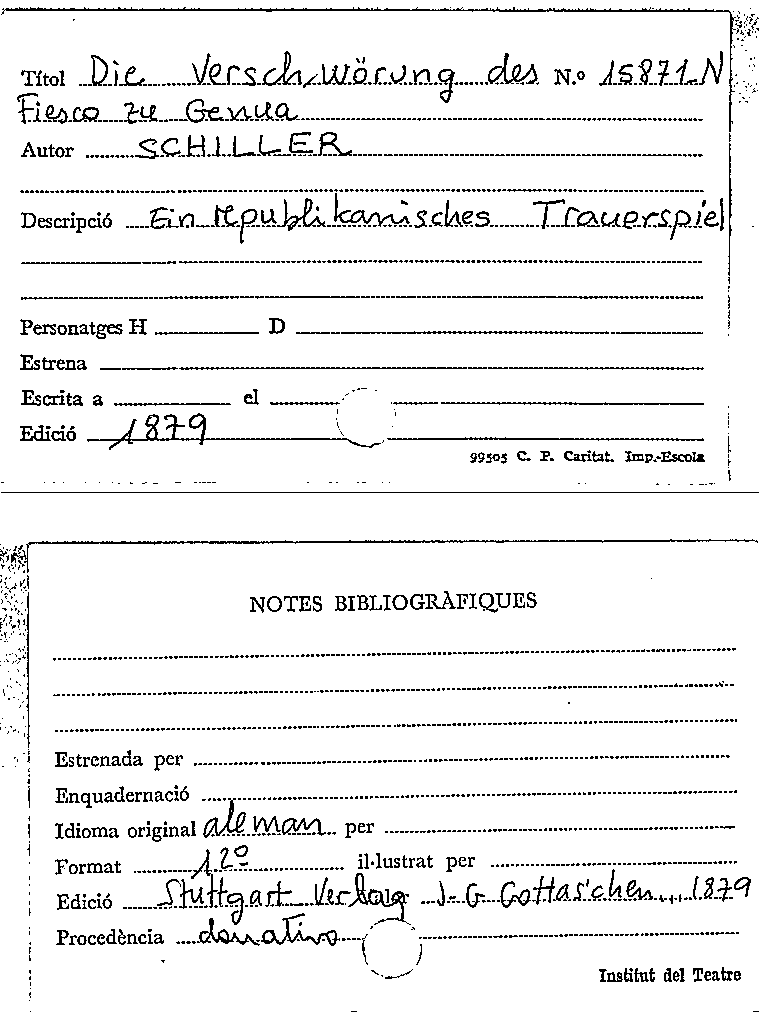 Títol Die Verschwörung des N.º 15871-N
Fiesco zu Genua
Autor SCHILLER
Descripció Ein republikanisches Trauerspiel
Personatges H D
Estrena
Escrita a el
Edició 1879
99505 C. P. Caritat. Imp.-Escola
NOTES BIBLIOGRÀFIQUES
Estrenada per
Enquadernació
Idioma original aleman per
Format 12º il·lustrat per
Edició Stuttgart Verlag J. G. Cottas'chen... 1879
Procedència donativo
Institut del Teatre